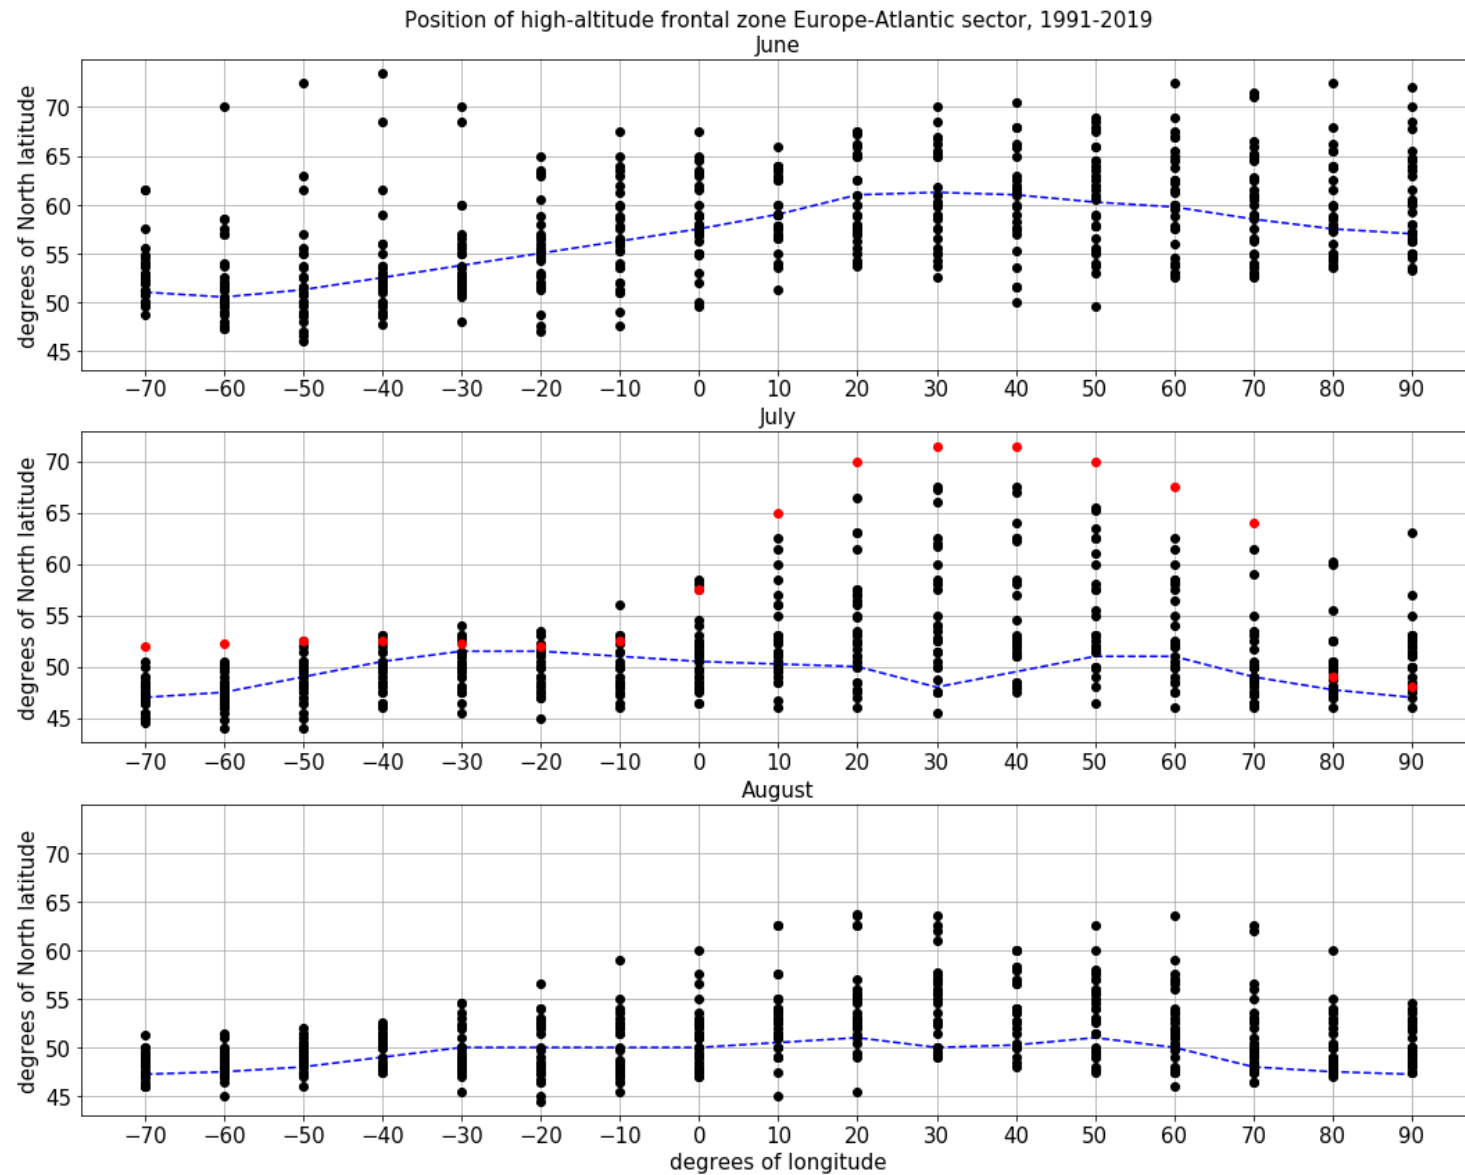 Position of high-altitude frontal zone Europe-Atlantic sector, 1991-2019
June
degrees of North latitude
70
65
60
55
50
45
−70 −60 −50 −40 −30 −20 −10 0 10 20 30 40 50 60 70 80 90
July
degrees of North latitude
70
65
60
55
50
45
−70 −60 −50 −40 −30 −20 −10 0 10 20 30 40 50 60 70 80 90
August
degrees of North latitude
70
65
60
55
50
45
−70 −60 −50 −40 −30 −20 −10 0 10 20 30 40 50 60 70 80 90
degrees of longitude